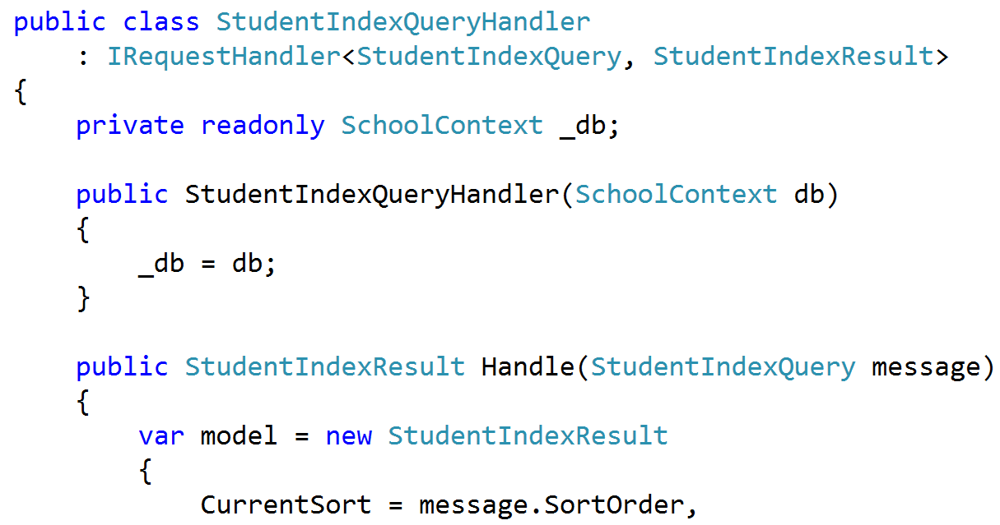 public class StudentIndexQueryHandler
    : IRequestHandler<StudentIndexQuery, StudentIndexResult>
{
    private readonly SchoolContext _db;

    public StudentIndexQueryHandler(SchoolContext db)
    {
        _db = db;
    }

    public StudentIndexResult Handle(StudentIndexQuery message)
    {
        var model = new StudentIndexResult
        {
            CurrentSort = message.SortOrder,